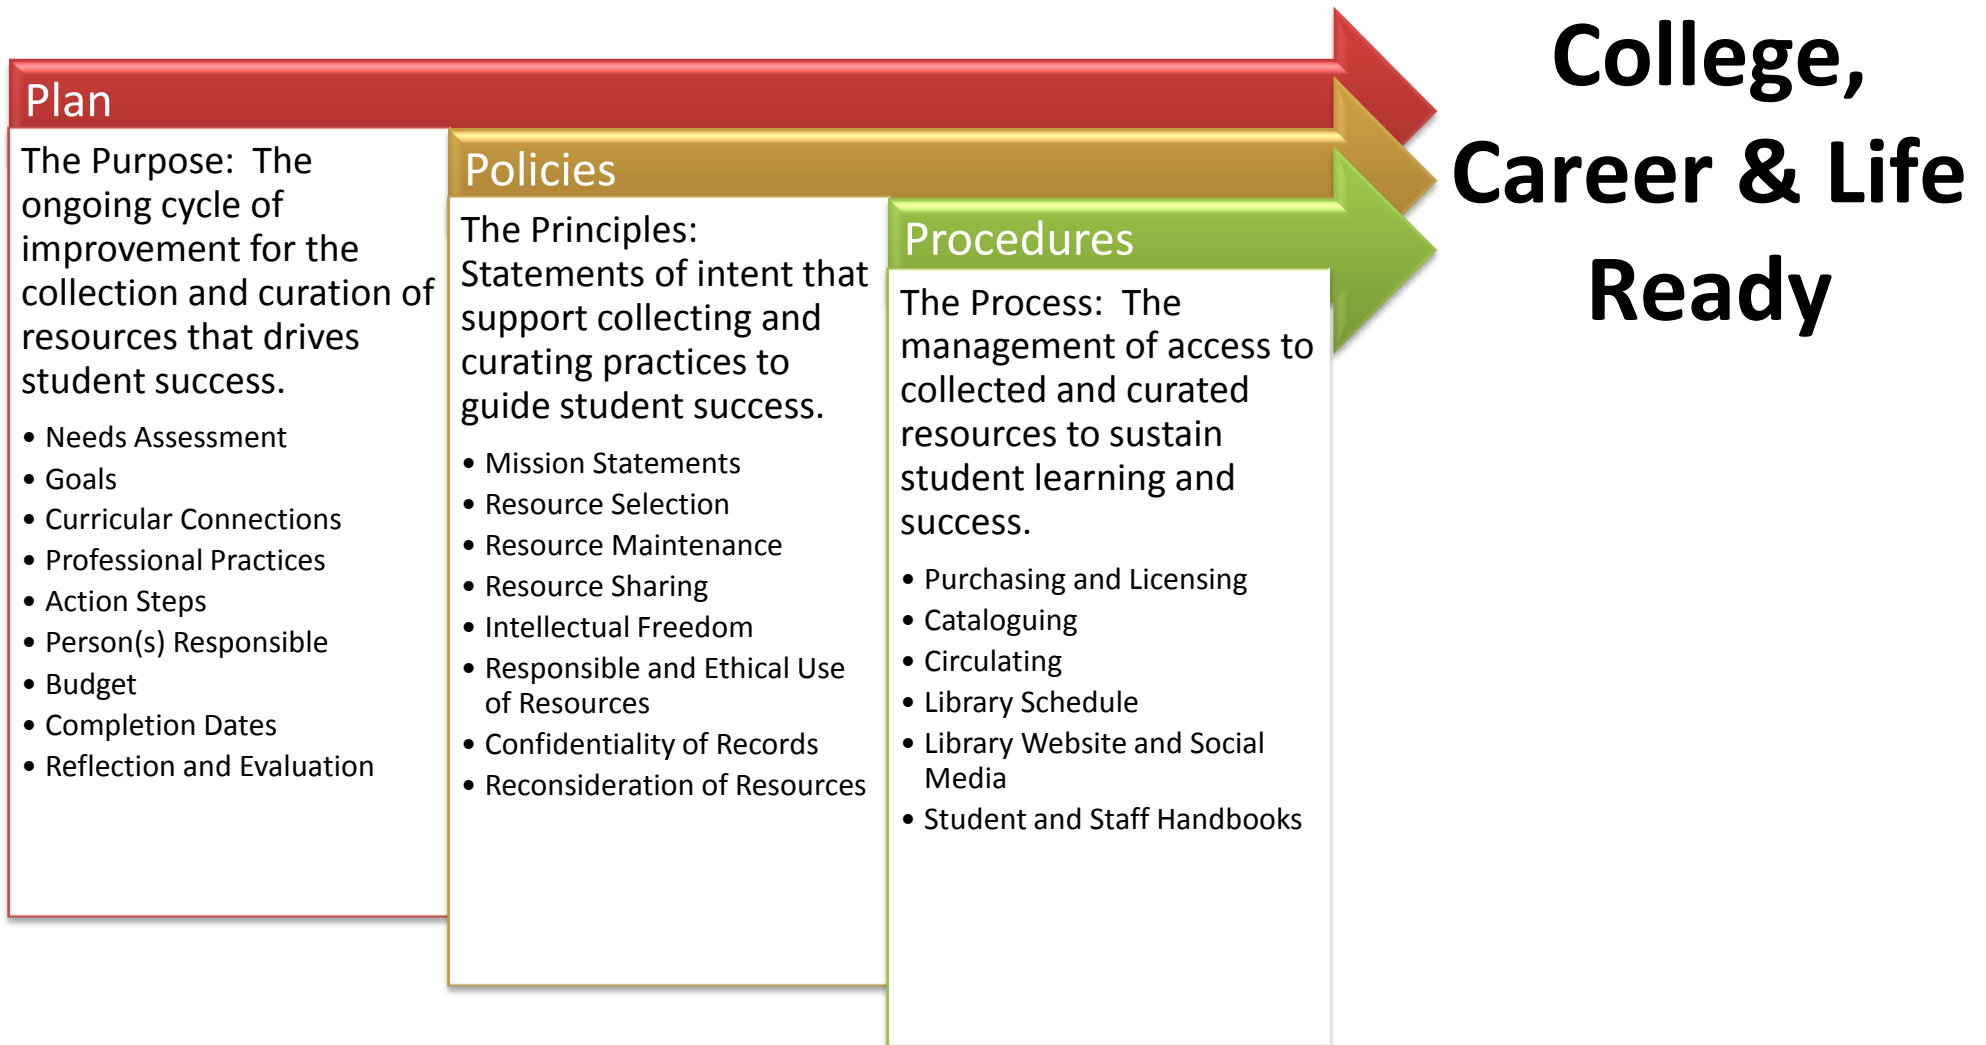 Plan
The Purpose:  The
ongoing cycle of
improvement for the
collection and curation of
resources that drives
student success.
• Needs Assessment
• Goals
• Curricular Connections
• Professional Practices
• Action Steps
• Person(s) Responsible
• Budget
• Completion Dates
• Reflection and Evaluation
Policies
The Principles:
Statements of intent that
support collecting and
curating practices to
guide student success.
• Mission Statements
• Resource Selection
• Resource Maintenance
• Resource Sharing
• Intellectual Freedom
• Responsible and Ethical Use
of Resources
• Confidentiality of Records
• Reconsideration of Resources
Procedures
The Process:  The
management of access to
collected and curated
resources to sustain
student learning and
success.
• Purchasing and Licensing
• Cataloguing
• Circulating
• Library Schedule
• Library Website and Social
Media
• Student and Staff Handbooks
College,
Career & Life
Ready